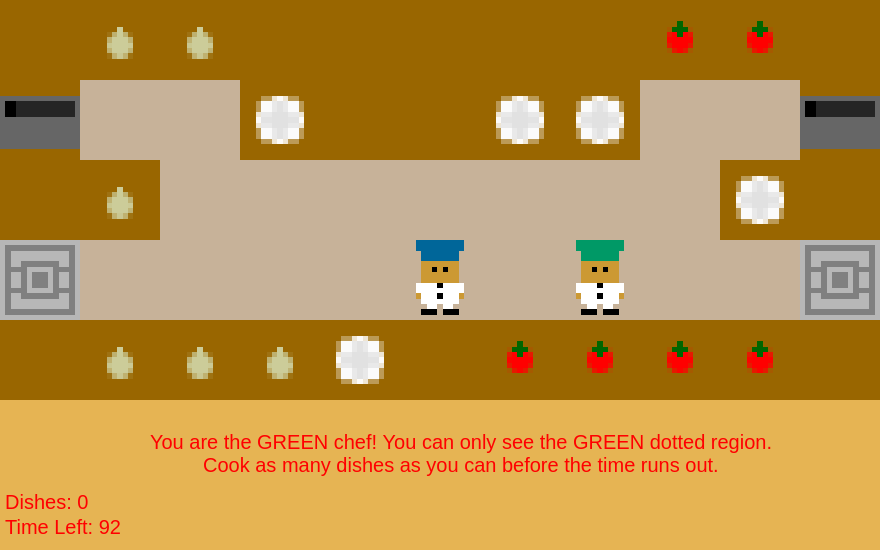 You are the GREEN chef! You can only see the GREEN dotted region.
Cook as many dishes as you can before the time runs out.
Dishes: 0
Time Left: 92